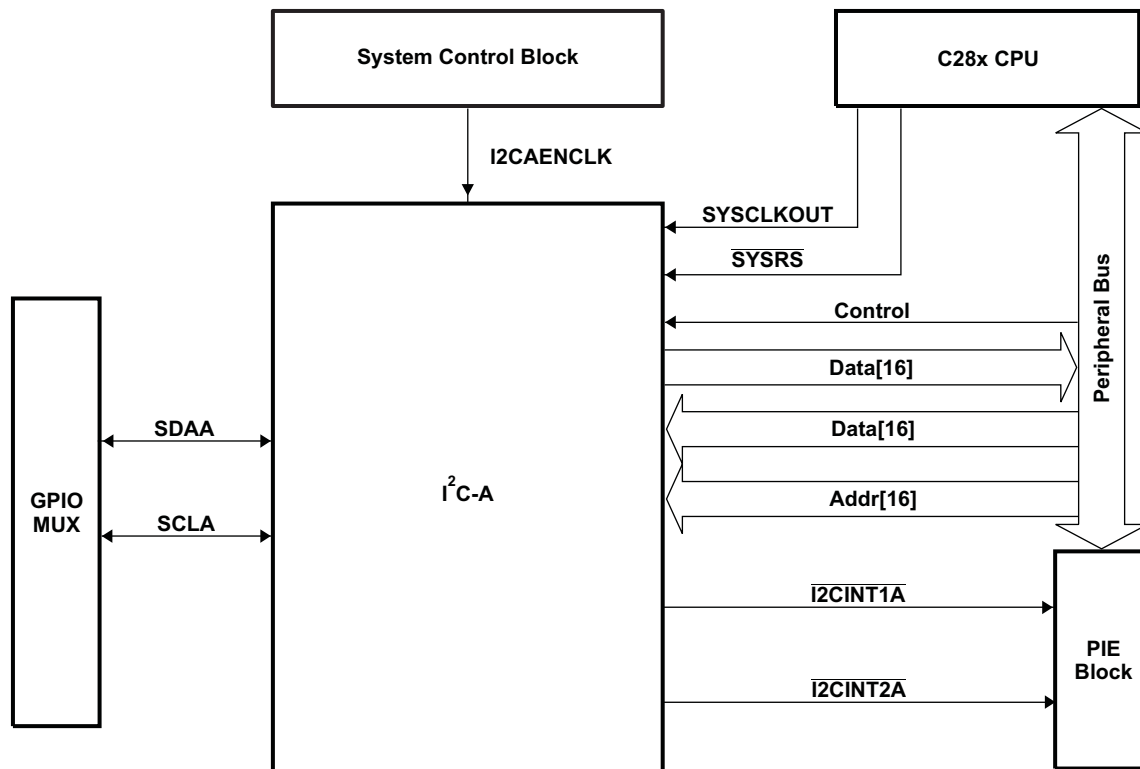 System Control Block
C28x CPU
I2CAENCLK
SYSCLKOUT
SYSRS
Control
Data[16]
Data[16]
Addr[16]
Peripheral Bus
SDAA
SCLA
GPIO
MUX
I²C-A
I2CINT1A
I2CINT2A
PIE
Block